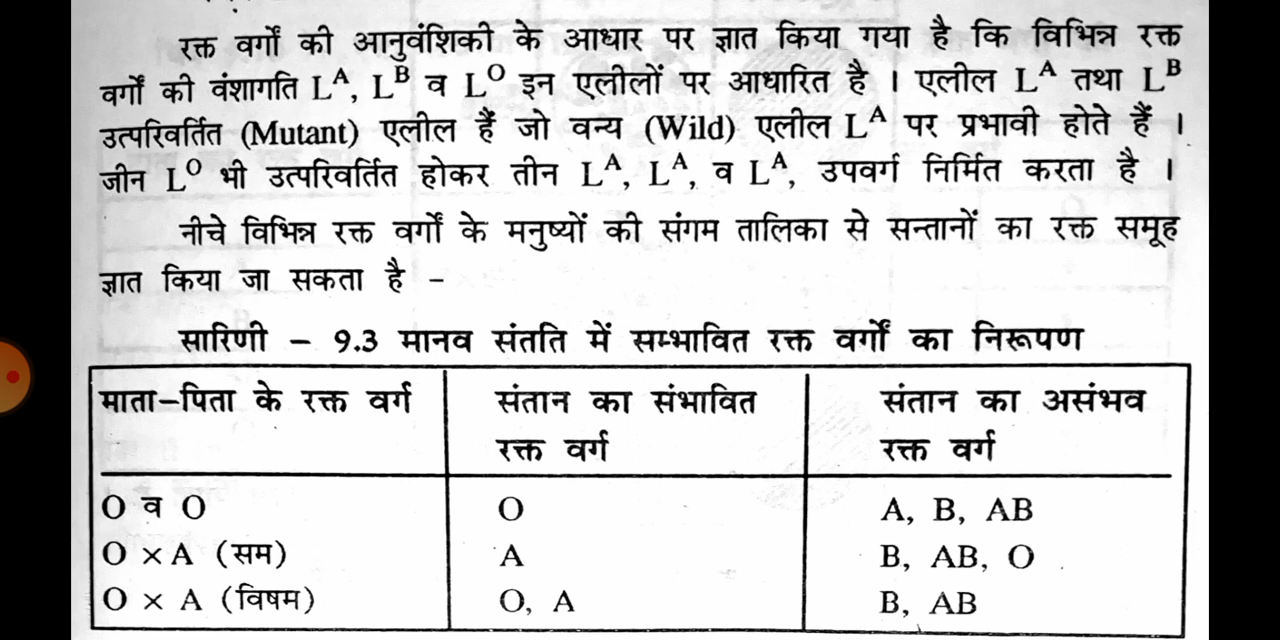 रक्त वर्गों की आनुवंशिकी के आधार पर ज्ञात किया गया है कि विभिन्न रक्त
वर्गों की वंशागति L^A, L^B व L^O इन एलीलों पर आधारित है । एलील L^A तथा L^B
उत्परिवर्तित (Mutant) एलील हैं जो वन्य (Wild) एलील L^A पर प्रभावी होते हैं ।
जीन L^O भी उत्परिवर्तित होकर तीन L^A, L^A, व L^A, उपवर्ग निर्मित करता है ।
नीचे विभिन्न रक्त वर्गों के मनुष्यों की संगम तालिका से सन्तानों का रक्त समूह
ज्ञात किया जा सकता है –
सारिणी – 9.3 मानव संतति में सम्भावित रक्त वर्गों का निरूपण
माता–पिता के रक्त वर्ग संतान का संभावित संतान का असंभव
रक्त वर्ग रक्त वर्ग
O व O O A, B, AB
O × A (सम) A B, AB, O
O × A (विषम) O, A B, AB